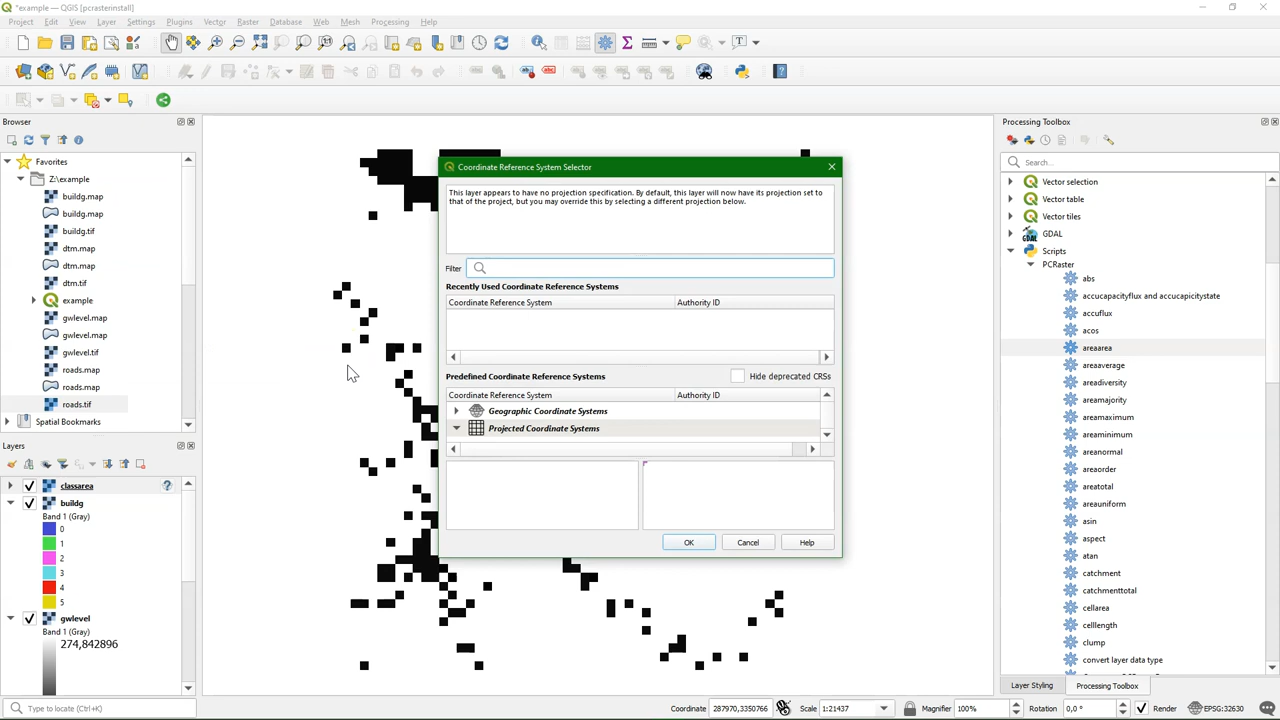 *example — QGIS [pcrasterinstall]
Project Edit View Layer Settings Plugins Vector Raster Database Web Mesh Processing Help
Browser
Favorites
Z:\example
buildg.map
buildg.map
buildg.tif
dtm.map
dtm.map
dtm.tif
example
gwlevel.map
gwlevel.map
gwlevel.tif
roads.map
roads.map
roads.tif
Spatial Bookmarks
Layers
classarea
buildg
Band 1 (Gray)
0
1
2
3
4
5
gwlevel
Band 1 (Gray)
274,842896
Coordinate Reference System Selector
This layer appears to have no projection specification. By default, this layer will now have its projection set to
that of the project, but you may override this by selecting a different projection below.
Filter
Recently Used Coordinate Reference Systems
Coordinate Reference System Authority ID
Predefined Coordinate Reference Systems Hide deprecated CRSs
Coordinate Reference System Authority ID
Geographic Coordinate Systems
Projected Coordinate Systems
OK Cancel Help
Processing Toolbox
Search...
Vector selection
Vector table
Vector tiles
GDAL
Scripts
PCRaster
abs
accucapacityflux and accucapicitystate
accuflux
acos
areaarea
areaaverage
areadiversity
areamajority
areamaximum
areaminimum
areanormal
areaorder
areatotal
areauniform
asin
aspect
atan
catchment
catchmenttotal
cellarea
celllength
clump
convert layer data type
Layer Styling Processing Toolbox
Type to locate (Ctrl+K) Coordinate 287970,3350766 Scale 1:21437 Magnifier 100% Rotation 0,0 ° Render EPSG:32630